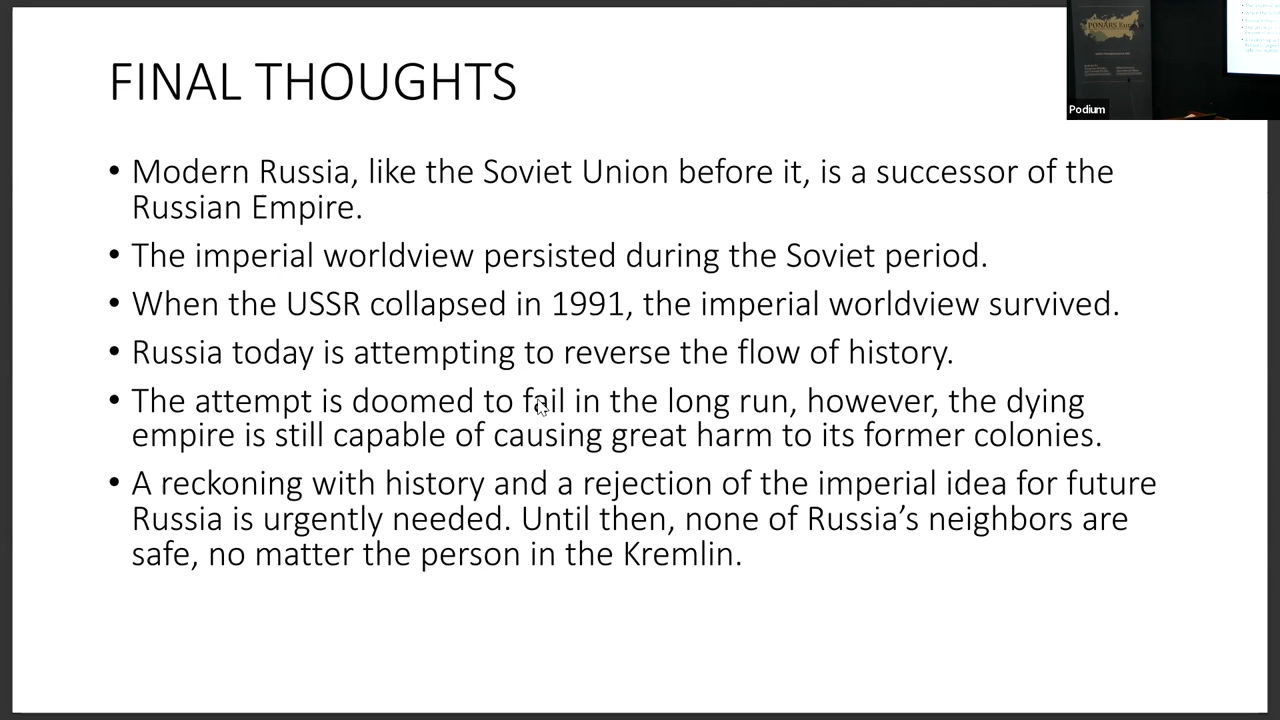 FINAL THOUGHTS
• Modern Russia, like the Soviet Union before it, is a successor of the
Russian Empire.
• The imperial worldview persisted during the Soviet period.
• When the USSR collapsed in 1991, the imperial worldview survived.
• Russia today is attempting to reverse the flow of history.
• The attempt is doomed to fail in the long run, however, the dying
empire is still capable of causing great harm to its former colonies.
• A reckoning with history and a rejection of the imperial idea for future
Russia is urgently needed. Until then, none of Russia’s neighbors are
safe, no matter the person in the Kremlin.
PONARS Eurasia
Podium